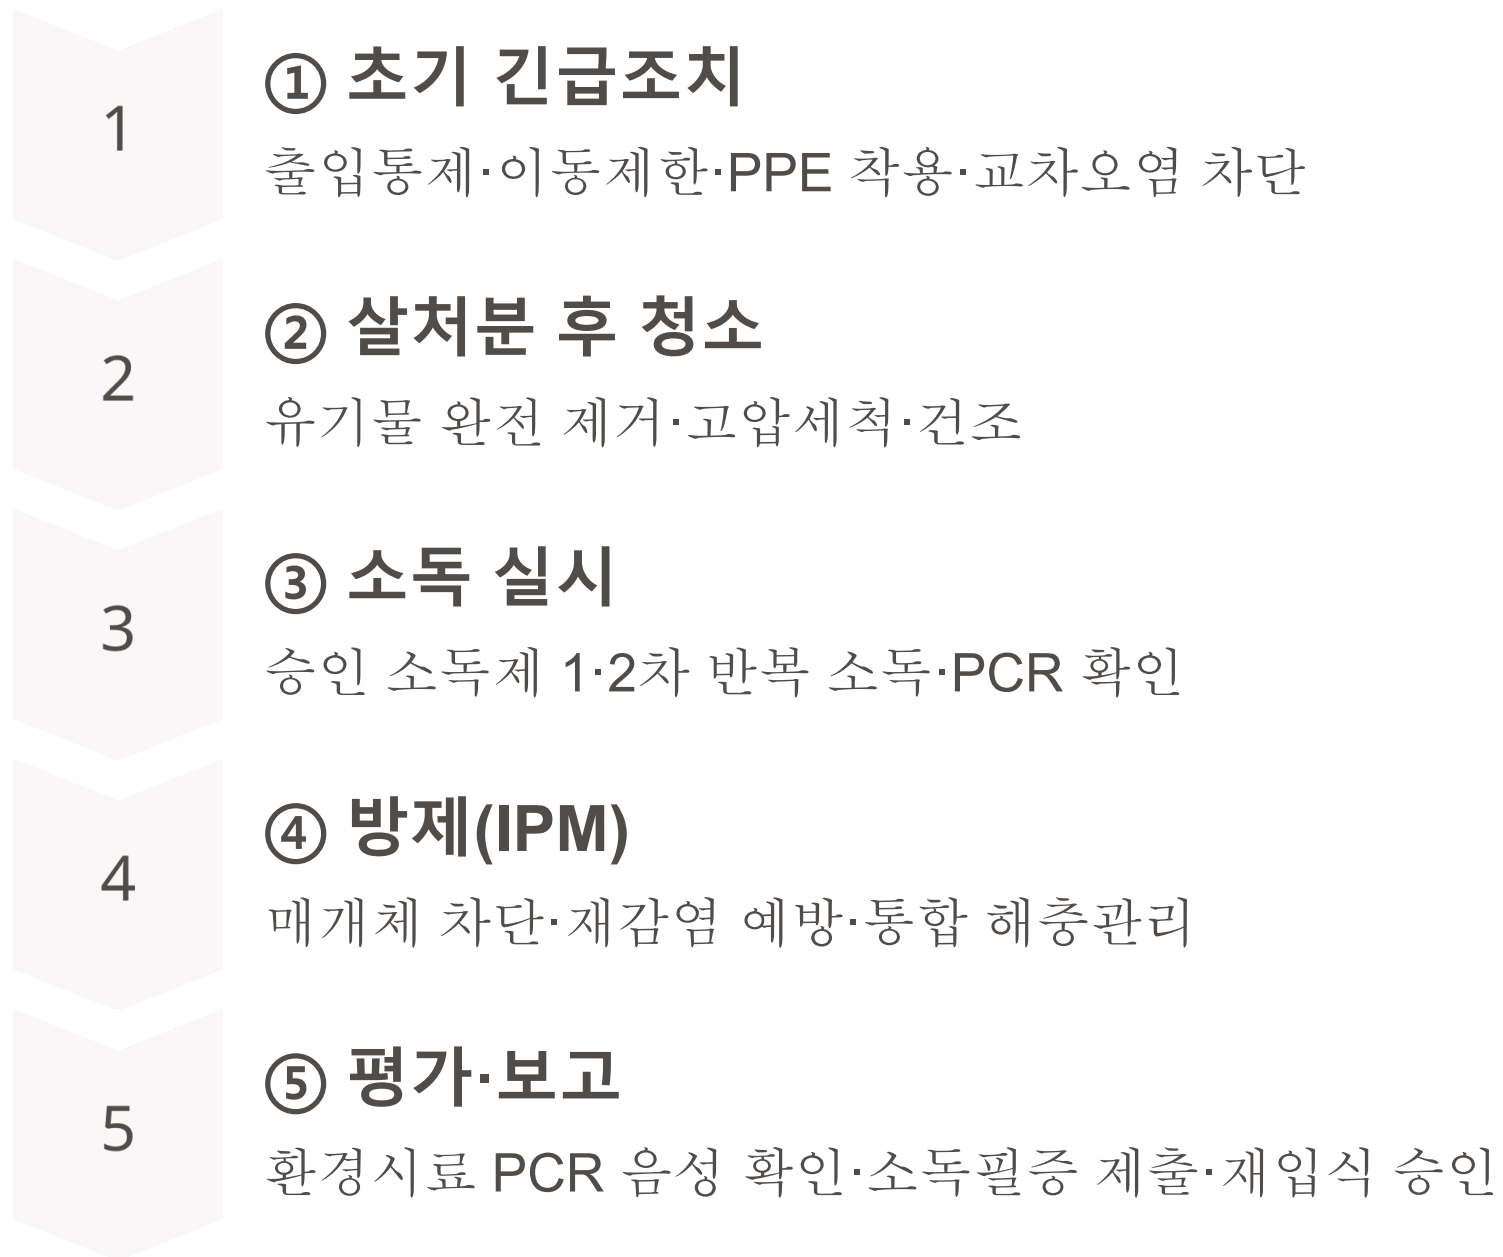 1
① 초기 긴급조치
출입통제·이동제한·PPE 착용·교차오염 차단
2
② 살처분 후 청소
유기물 완전 제거·고압세척·건조
3
③ 소독 실시
승인 소독제 1·2차 반복 소독·PCR 확인
4
④ 방제(IPM)
매개체 차단·재감염 예방·통합 해충관리
5
⑤ 평가·보고
환경시료 PCR 음성 확인·소독필증 제출·재입식 승인